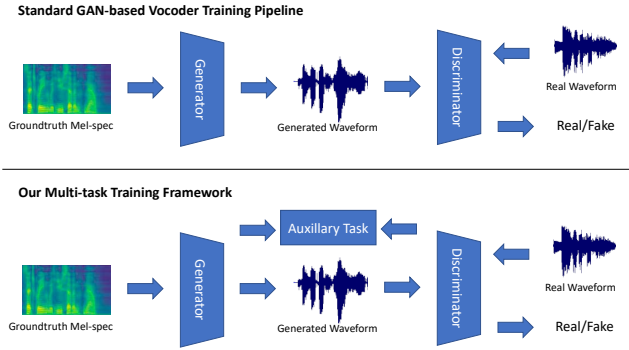 Standard GAN-based Vocoder Training Pipeline
Generator
Discriminator
Groundtruth Mel-spec
Generated Waveform
Real Waveform
Real/Fake
Our Multi-task Training Framework
Auxillary Task
Generator
Discriminator
Groundtruth Mel-spec
Generated Waveform
Real Waveform
Real/Fake